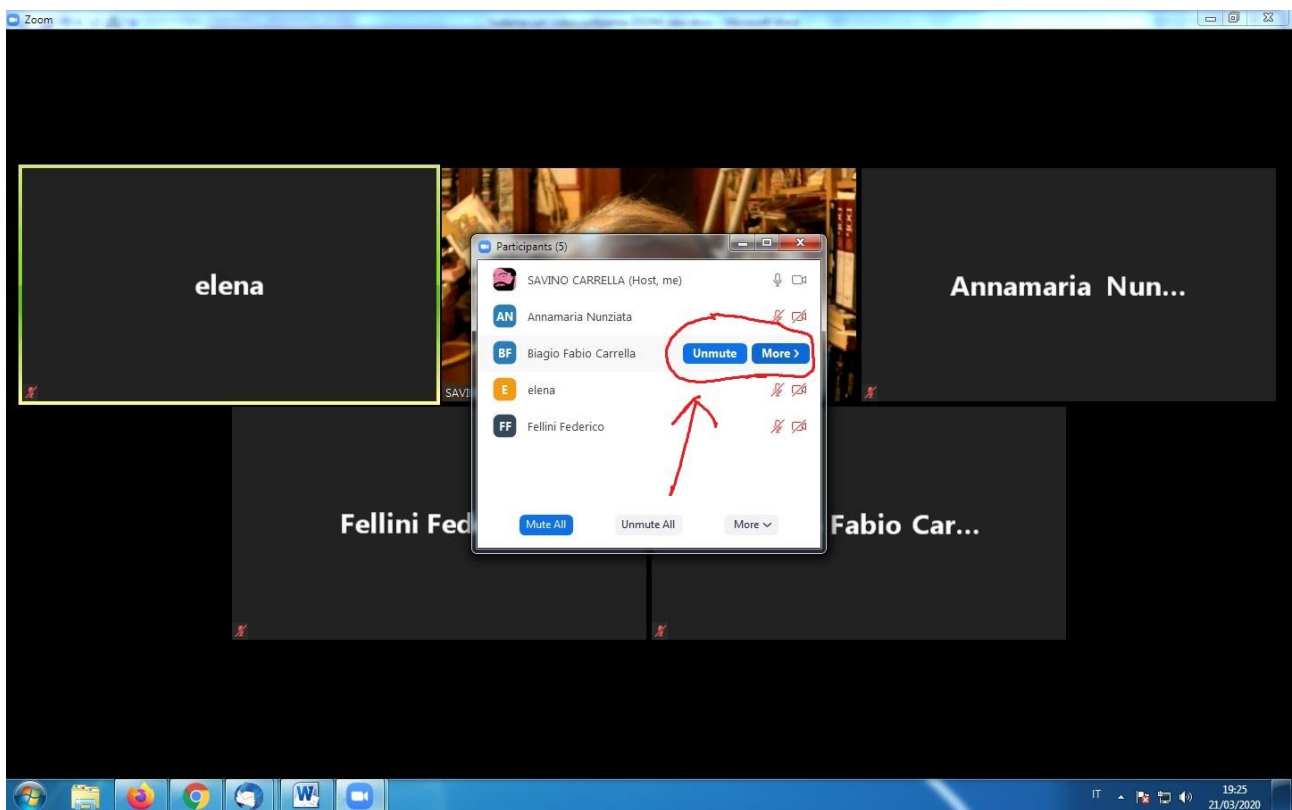 Zoom
elena
Annamaria Nun...
SAVI
Participants (5)
SAVINO CARRELLA (Host, me)
AN Annamaria Nunziata
BF Biagio Fabio Carrella Unmute More >
E elena
FF Fellini Federico
Mute All Unmute All More
Fellini Fed
Fabio Car...
W
IT
19:25
21/03/2020